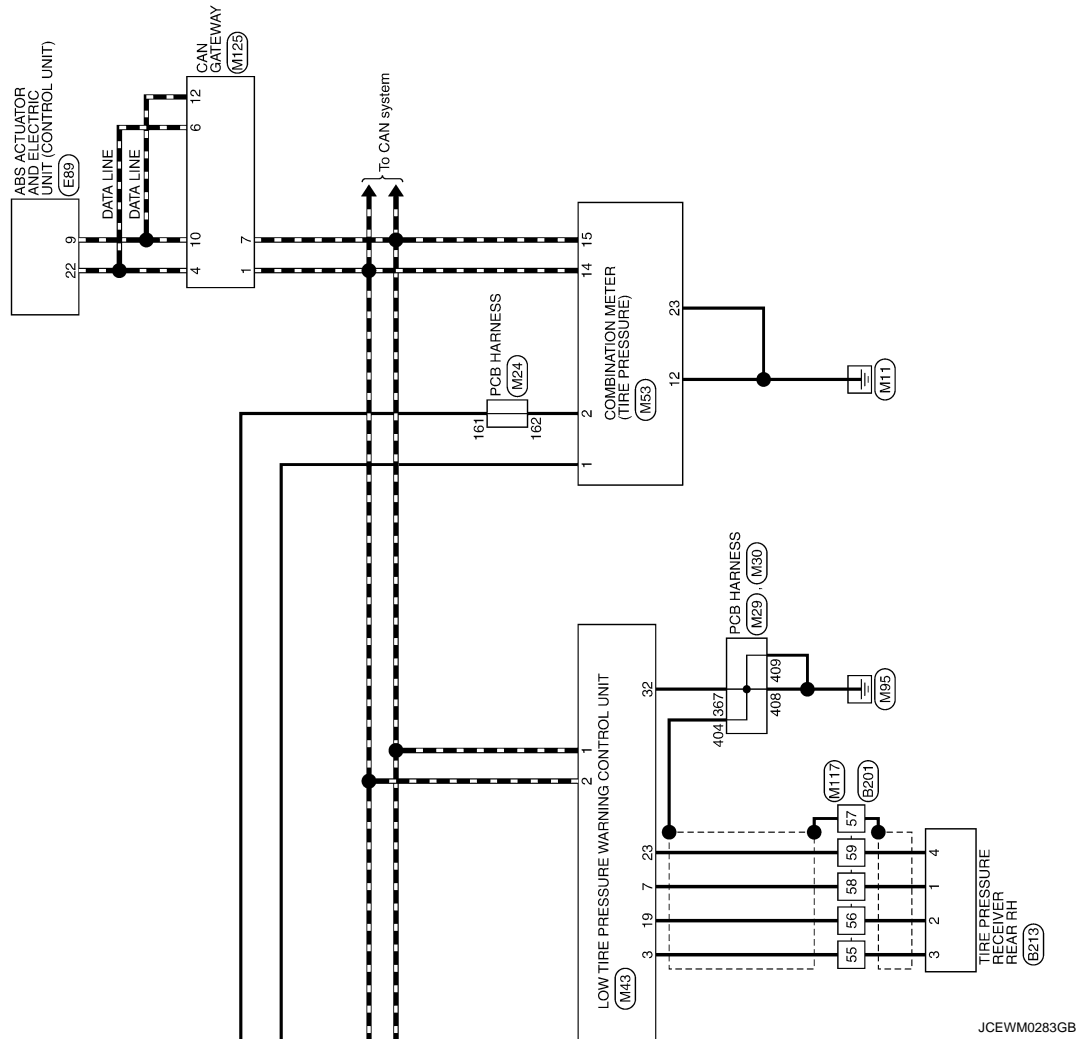 ABS ACTUATOR
AND ELECTRIC
UNIT (CONTROL UNIT)
E89
9
22
DATA LINE
DATA LINE
CAN
GATEWAY
M125
12
6
10
4
7
1
To CAN system
15
14
COMBINATION METER
(TIRE PRESSURE)
M53
2
1
23
12
161
162
PCB HARNESS
M24
M11
LOW TIRE PRESSURE WARNING CONTROL UNIT
M43
1
2
32
23
7
19
3
PCB HARNESS
M29 , M30
404
367
409
408
M95
M117
B201
57
59
58
56
55
4
1
2
3
TIRE PRESSURE
RECEIVER
REAR RH
B213
JCEWM0283GB